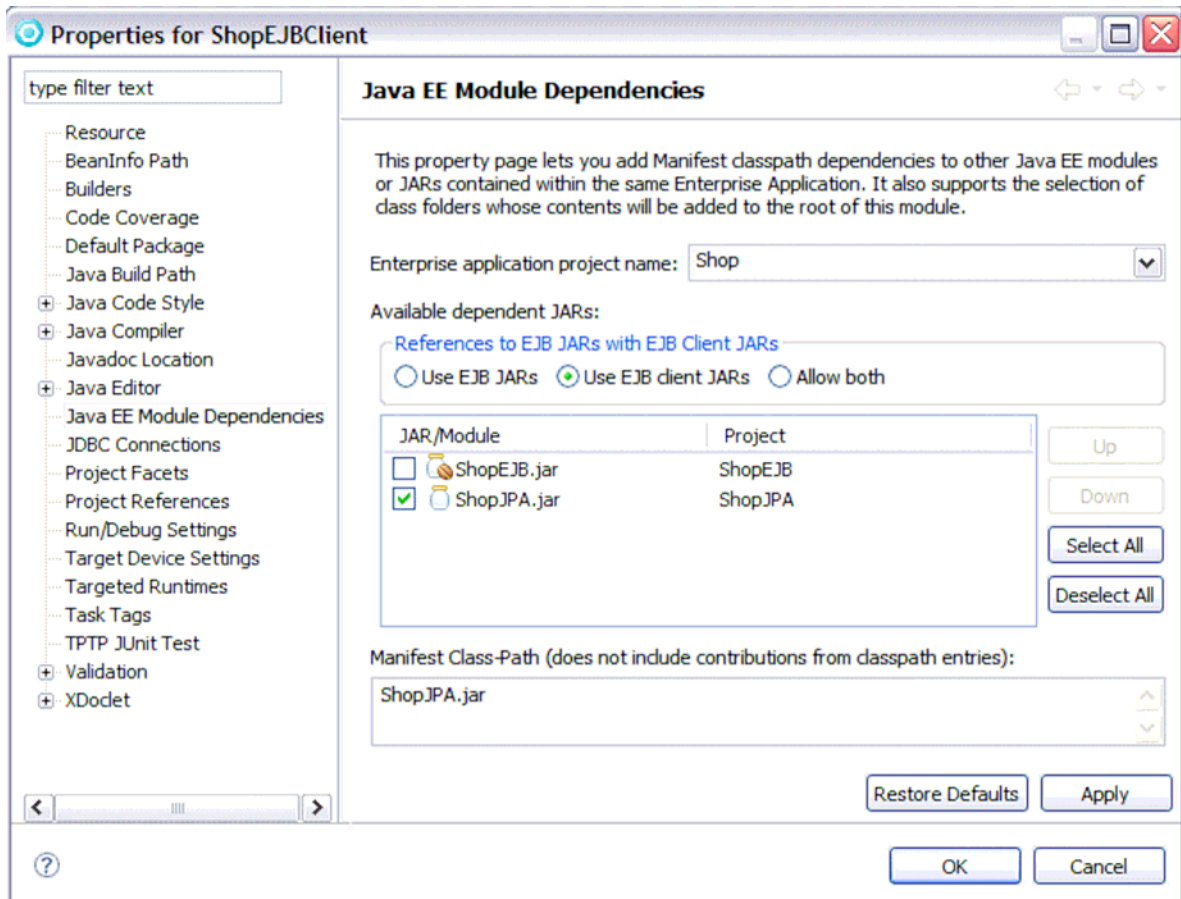 Properties for ShopEJBClient
type filter text
Resource
BeanInfo Path
Builders
Code Coverage
Default Package
Java Build Path
Java Code Style
Java Compiler
Javadoc Location
Java Editor
Java EE Module Dependencies
JDBC Connections
Project Facets
Project References
Run/Debug Settings
Target Device Settings
Targeted Runtimes
Task Tags
TPTP JUnit Test
Validation
XDoclet
Java EE Module Dependencies
This property page lets you add Manifest classpath dependencies to other Java EE modules
or JARs contained within the same Enterprise Application. It also supports the selection of
class folders whose contents will be added to the root of this module.
Enterprise application project name: Shop
Available dependent JARs:
References to EJB JARs with EJB Client JARs
Use EJB JARs Use EJB client JARs Allow both
JAR/Module Project
ShopEJB.jar ShopEJB
ShopJPA.jar ShopJPA
Up
Down
Select All
Deselect All
Manifest Class-Path (does not include contributions from classpath entries):
ShopJPA.jar
Restore Defaults Apply
OK Cancel